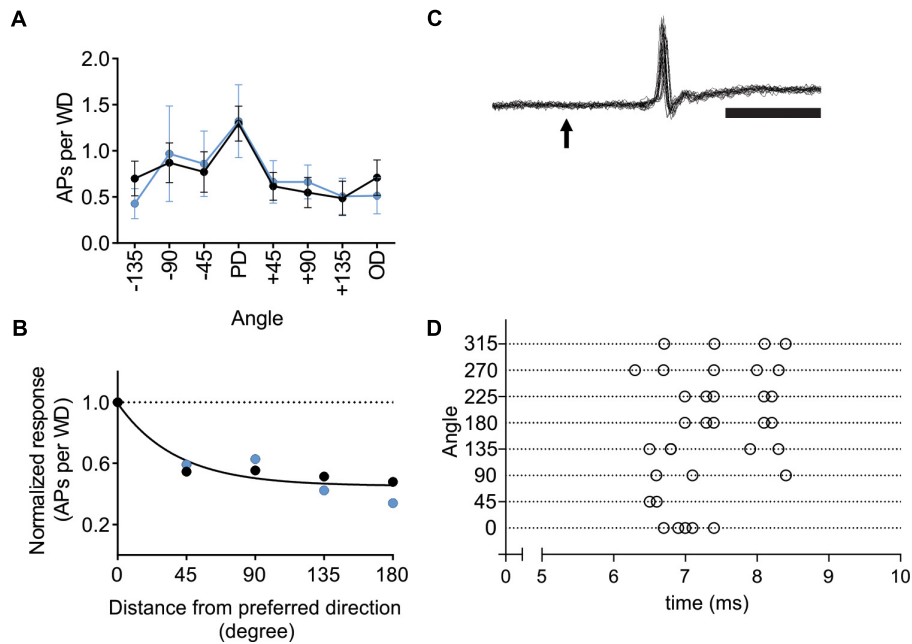 A
2.0
1.5
1.0
0.5
0.0
APs per WD
-135
-90
-45
PD
+45
+90
+135
OD
Angle
B
1.0
0.6
0.2
Normalized response
(APs per WD)
0
45
90
135
180
Distance from preferred direction
(degree)
C
D
315
270
225
180
135
90
45
0
Angle
0
5
6
7
8
9
10
time (ms)